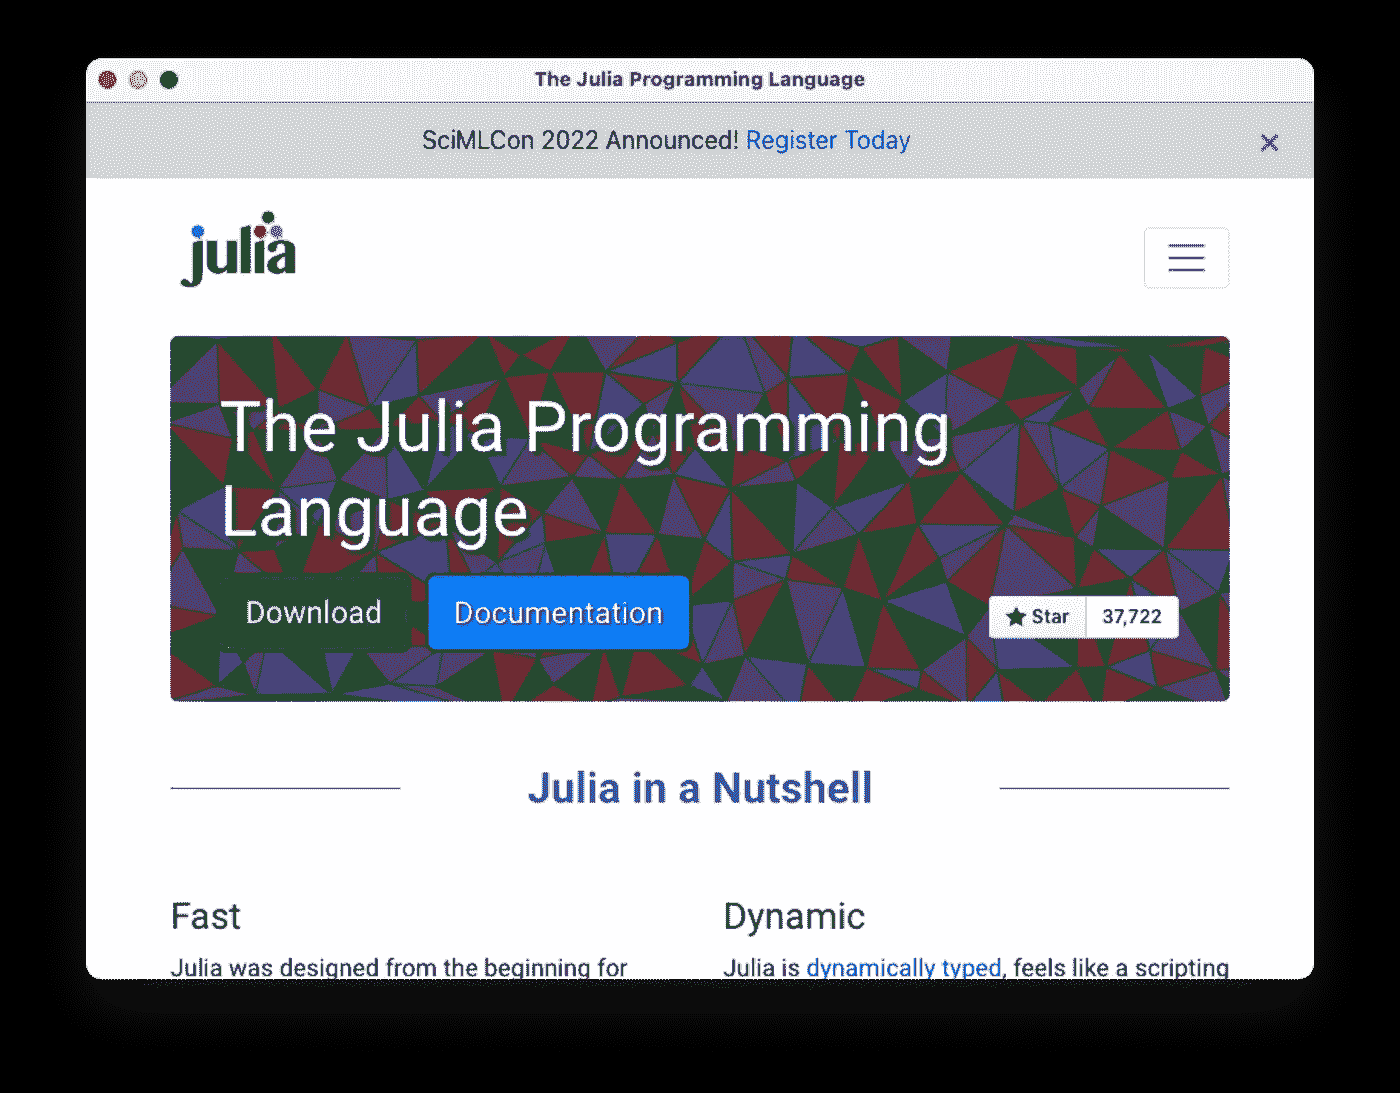 The Julia Programming Language
SciMLCon 2022 Announced! Register Today
julia
The Julia Programming
Language
Download
Documentation
Star
37,722
Julia in a Nutshell
Fast
Julia was designed from the beginning for
Dynamic
Julia is dynamically typed, feels like a scripting